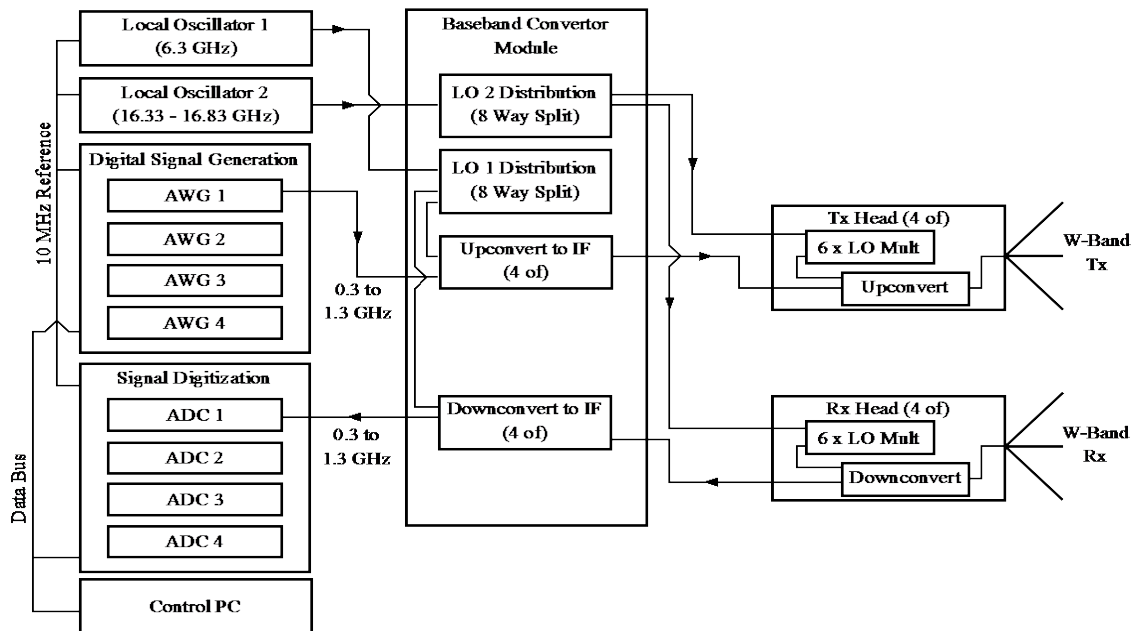 Local Oscillator 1
(6.3 GHz)
Local Oscillator 2
(16.33 - 16.83 GHz)
10 MHz Reference
Digital Signal Generation
AWG 1
AWG 2
AWG 3
AWG 4
Signal Digitization
ADC 1
ADC 2
ADC 3
ADC 4
Data Bus
Control PC
0.3 to
1.3 GHz
0.3 to
1.3 GHz
Baseband Convertor
Module
LO 2 Distribution
(8 Way Split)
LO 1 Distribution
(8 Way Split)
Upconvert to IF
(4 of)
Downconvert to IF
(4 of)
Tx Head (4 of)
6 x LO Mult
Upconvert
W-Band
Tx
Rx Head (4 of)
6 x LO Mult
Downconvert
W-Band
Rx